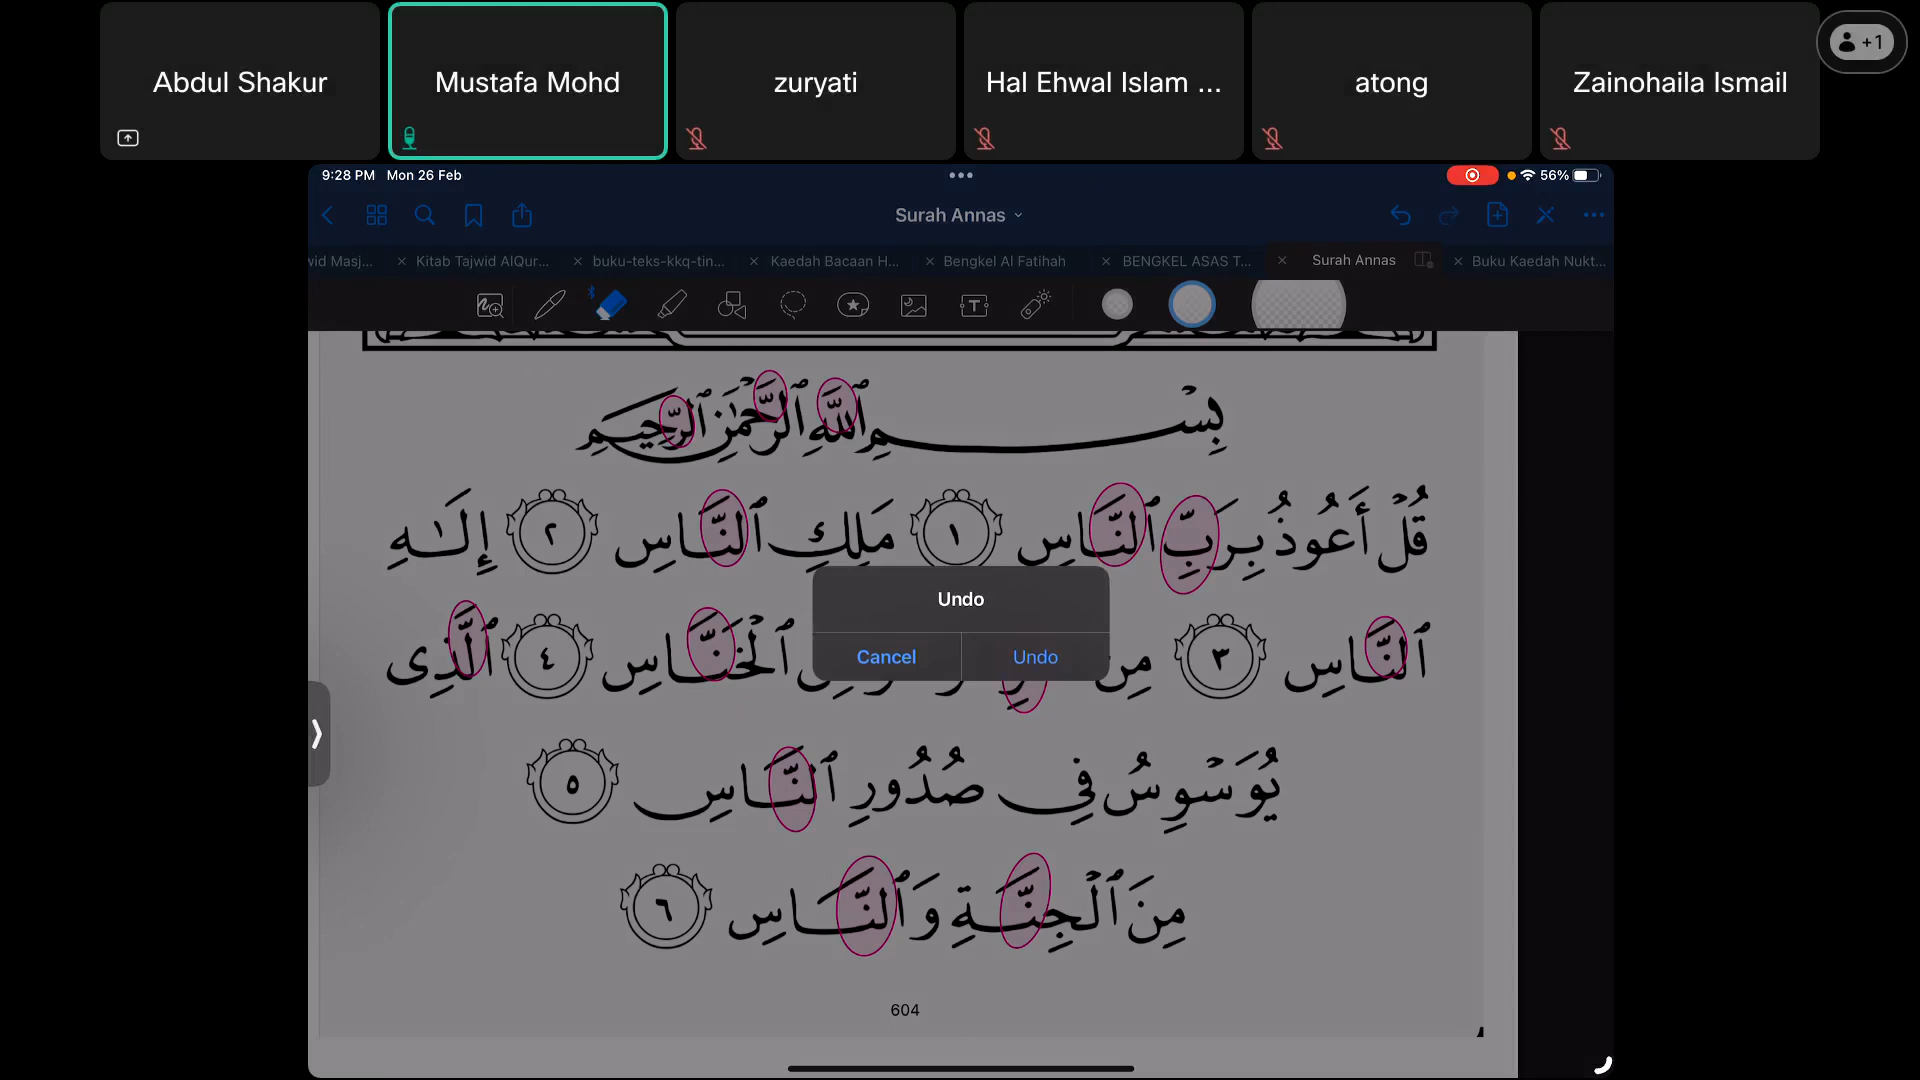 Abdul Shakur
Mustafa Mohd
zuryati
Hal Ehwal Islam ...
atong
Zainohaila Ismail
+1
9:28 PM Mon 26 Feb
56%
Surah Annas
wid Masj...
Kitab Tajwid AlQur...
buku-teks-kkq-tin...
Kaedah Bacaan H...
Bengkel Al Fatihah
BENGKEL ASAS T...
Surah Annas
Buku Kaedah Nukt...
بِسۡمِ ٱللَّهِ ٱلرَّحۡمَٰنِ ٱلرَّحِيمِ
قُلۡ أَعُوذُ بِرَبِّ ٱلنَّاسِ ١ مَلِكِ ٱلنَّاسِ ٢ إِلَٰهِ
ٱلنَّاسِ ٣ مِن ٱلۡخَنَّاسِ ٤ ٱلَّذِي
يُوَسۡوِسُ فِي صُدُورِ ٱلنَّاسِ ٥
مِنَ ٱلۡجِنَّةِ وَٱلنَّاسِ ٦
Undo
Cancel Undo
604